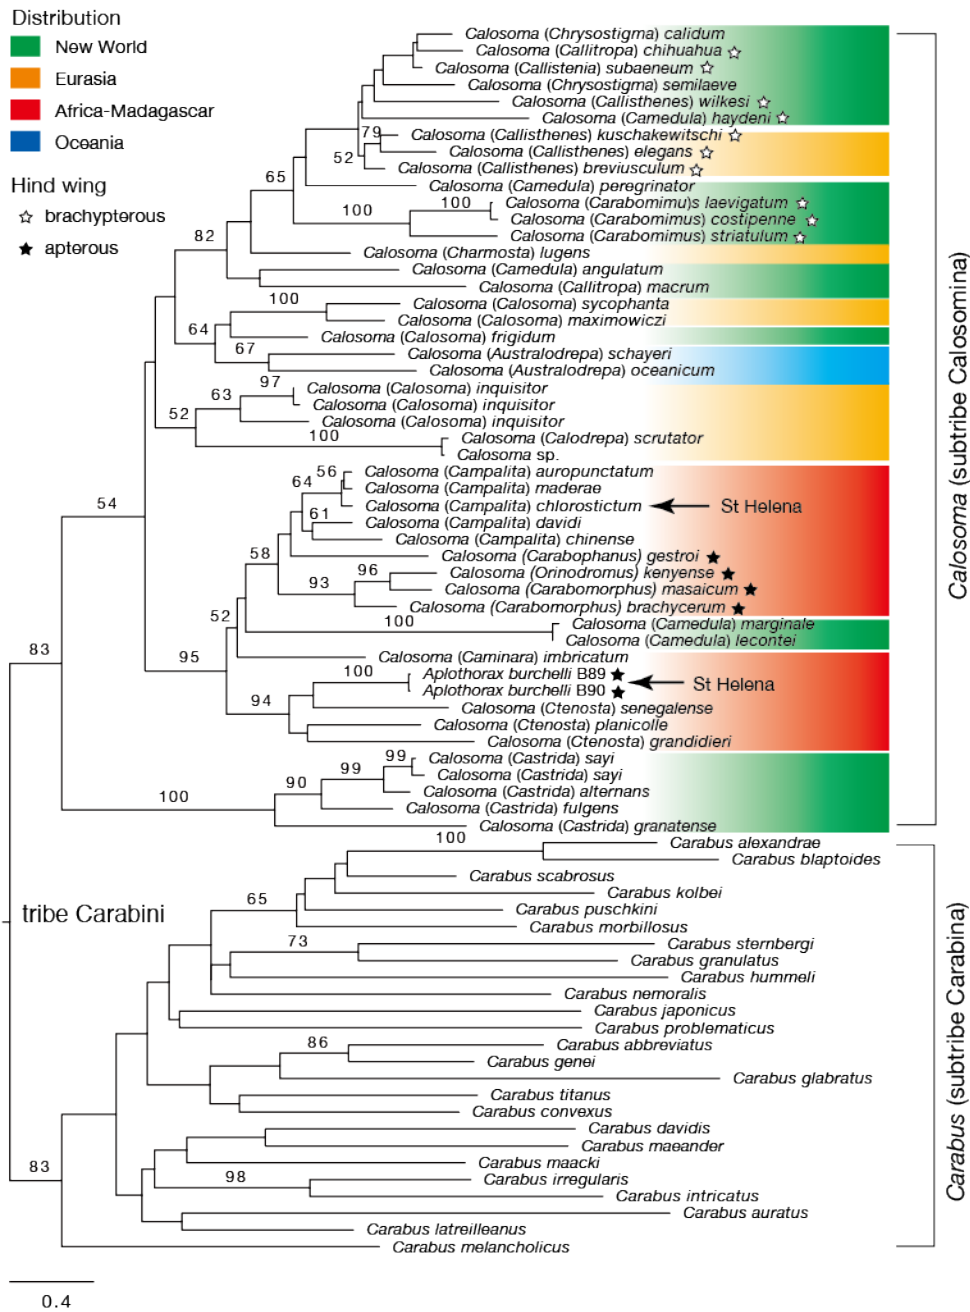 Distribution
New World
Eurasia
Africa-Madagascar
Oceania
Hind wing
brachypterous
apterous
Calosoma (Chrysostigma) calidum
Calosoma (Callitropa) chihuahua
Calosoma (Callistenia) subaeneum
Calosoma (Chrysostigma) semilaeve
Calosoma (Callisthenes) wilkesi
Calosoma (Camedula) haydeni
79 Calosoma (Callisthenes) kuschakewitschi
Calosoma (Callisthenes) elegans
52 Calosoma (Callisthenes) breviusculum
65 Calosoma (Camedula) peregrinator
100 Calosoma (Carabomimu)s laevigatum
100 Calosoma (Carabomimus) costipenne
Calosoma (Carabomimus) striatulum
82 Calosoma (Charmosta) lugens
Calosoma (Camedula) angulatum
Calosoma (Callitropa) macrum
100 Calosoma (Calosoma) sycophanta
Calosoma (Calosoma) maximowiczi
64 Calosoma (Calosoma) frigidum
67 Calosoma (Australodrepa) schayeri
Calosoma (Australodrepa) oceanicum
97 Calosoma (Calosoma) inquisitor
63 Calosoma (Calosoma) inquisitor
52 Calosoma (Calosoma) inquisitor
100 Calosoma (Calodrepa) scrutator
Calosoma sp.
56 Calosoma (Campalita) auropunctatum
64 Calosoma (Campalita) maderae
54 Calosoma (Campalita) chlorostictum St Helena
61 Calosoma (Campalita) davidi
Calosoma (Campalita) chinense
58 Calosoma (Carabophanus) gestroi
96 Calosoma (Orinodromus) kenyense
93 Calosoma (Carabomorphus) masaicum
Calosoma (Carabomorphus) brachycerum
52 100 Calosoma (Camedula) marginale
Calosoma (Camedula) lecontei
83 95 Calosoma (Caminara) imbricatum
100 Aplothorax burchelli B89
Aplothorax burchelli B90 St Helena
94 Calosoma (Ctenosta) senegalense
Calosoma (Ctenosta) planicolle
Calosoma (Ctenosta) grandidieri
99 Calosoma (Castrida) sayi
99 Calosoma (Castrida) sayi
90 Calosoma (Castrida) alternans
100 Calosoma (Castrida) fulgens
Calosoma (Castrida) granatense
Calosoma (subtribe Calosomina)
100 Carabus alexandrae
Carabus blaptoides
Carabus scabrosus
65 Carabus kolbei
tribe Carabini
Carabus puschkini
Carabus morbillosus
73 Carabus sternbergi
Carabus granulatus
Carabus hummeli
Carabus nemoralis
Carabus japonicus
Carabus problematicus
86 Carabus abbreviatus
Carabus genei
Carabus glabratus
Carabus titanus
Carabus convexus
Carabus davidis
Carabus maeander
83 Carabus maacki
98 Carabus irregularis
Carabus intricatus
Carabus auratus
Carabus latreilleanus
Carabus melancholicus
Carabus (subtribe Carabina)
0.4